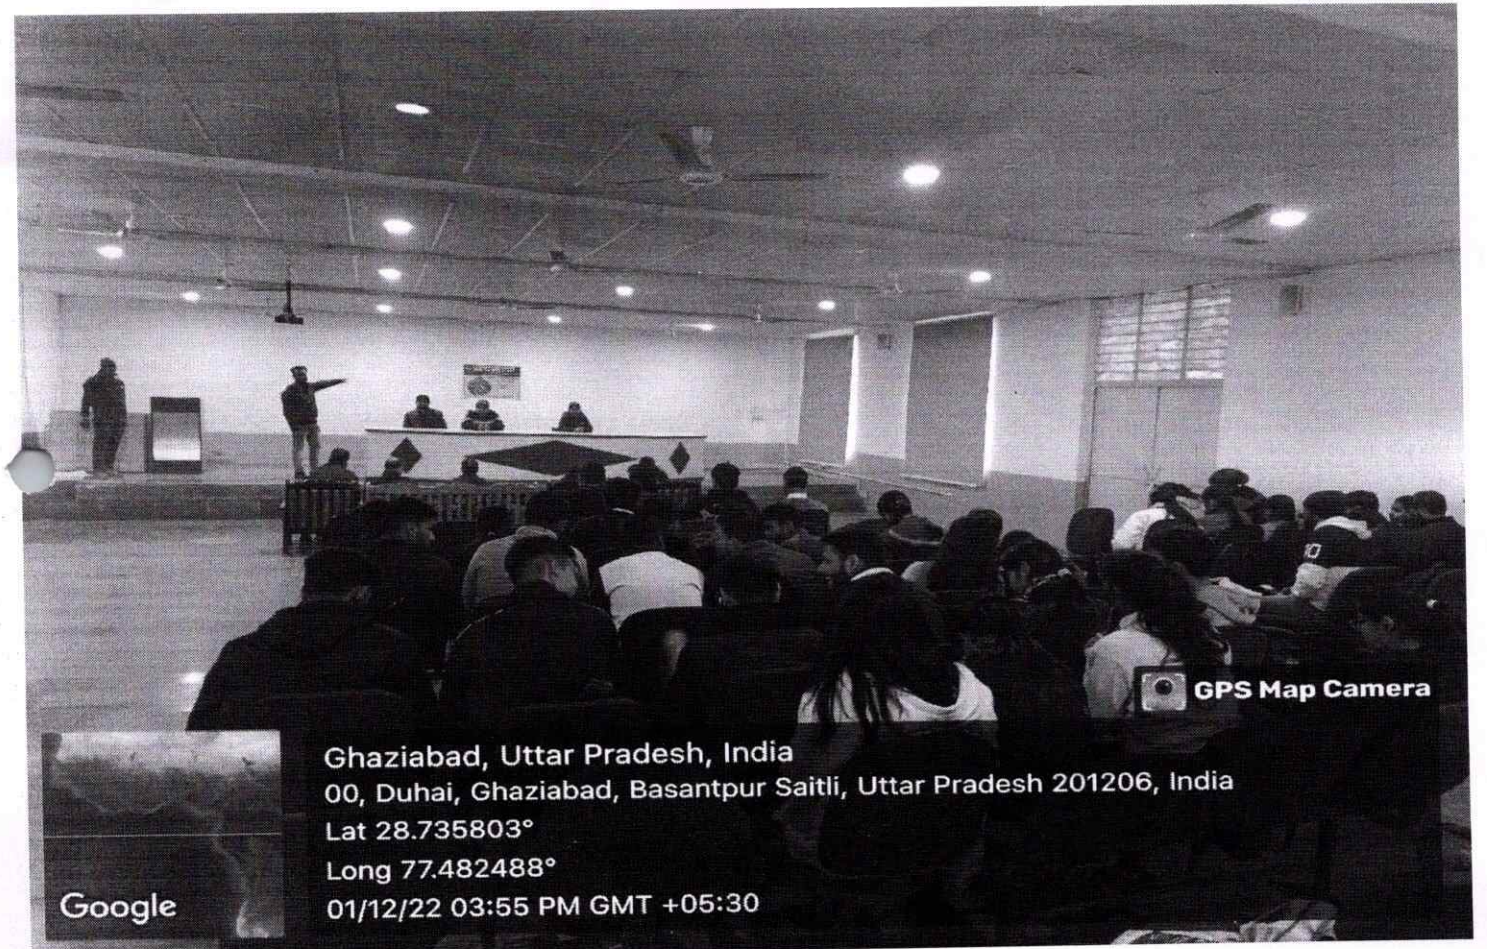 10
GPS Map Camera
Ghaziabad, Uttar Pradesh, India
00, Duhai, Ghaziabad, Basantpur Saitli, Uttar Pradesh 201206, India
Lat 28.735803°
Long 77.482488°
01/12/22 03:55 PM GMT +05:30
Google